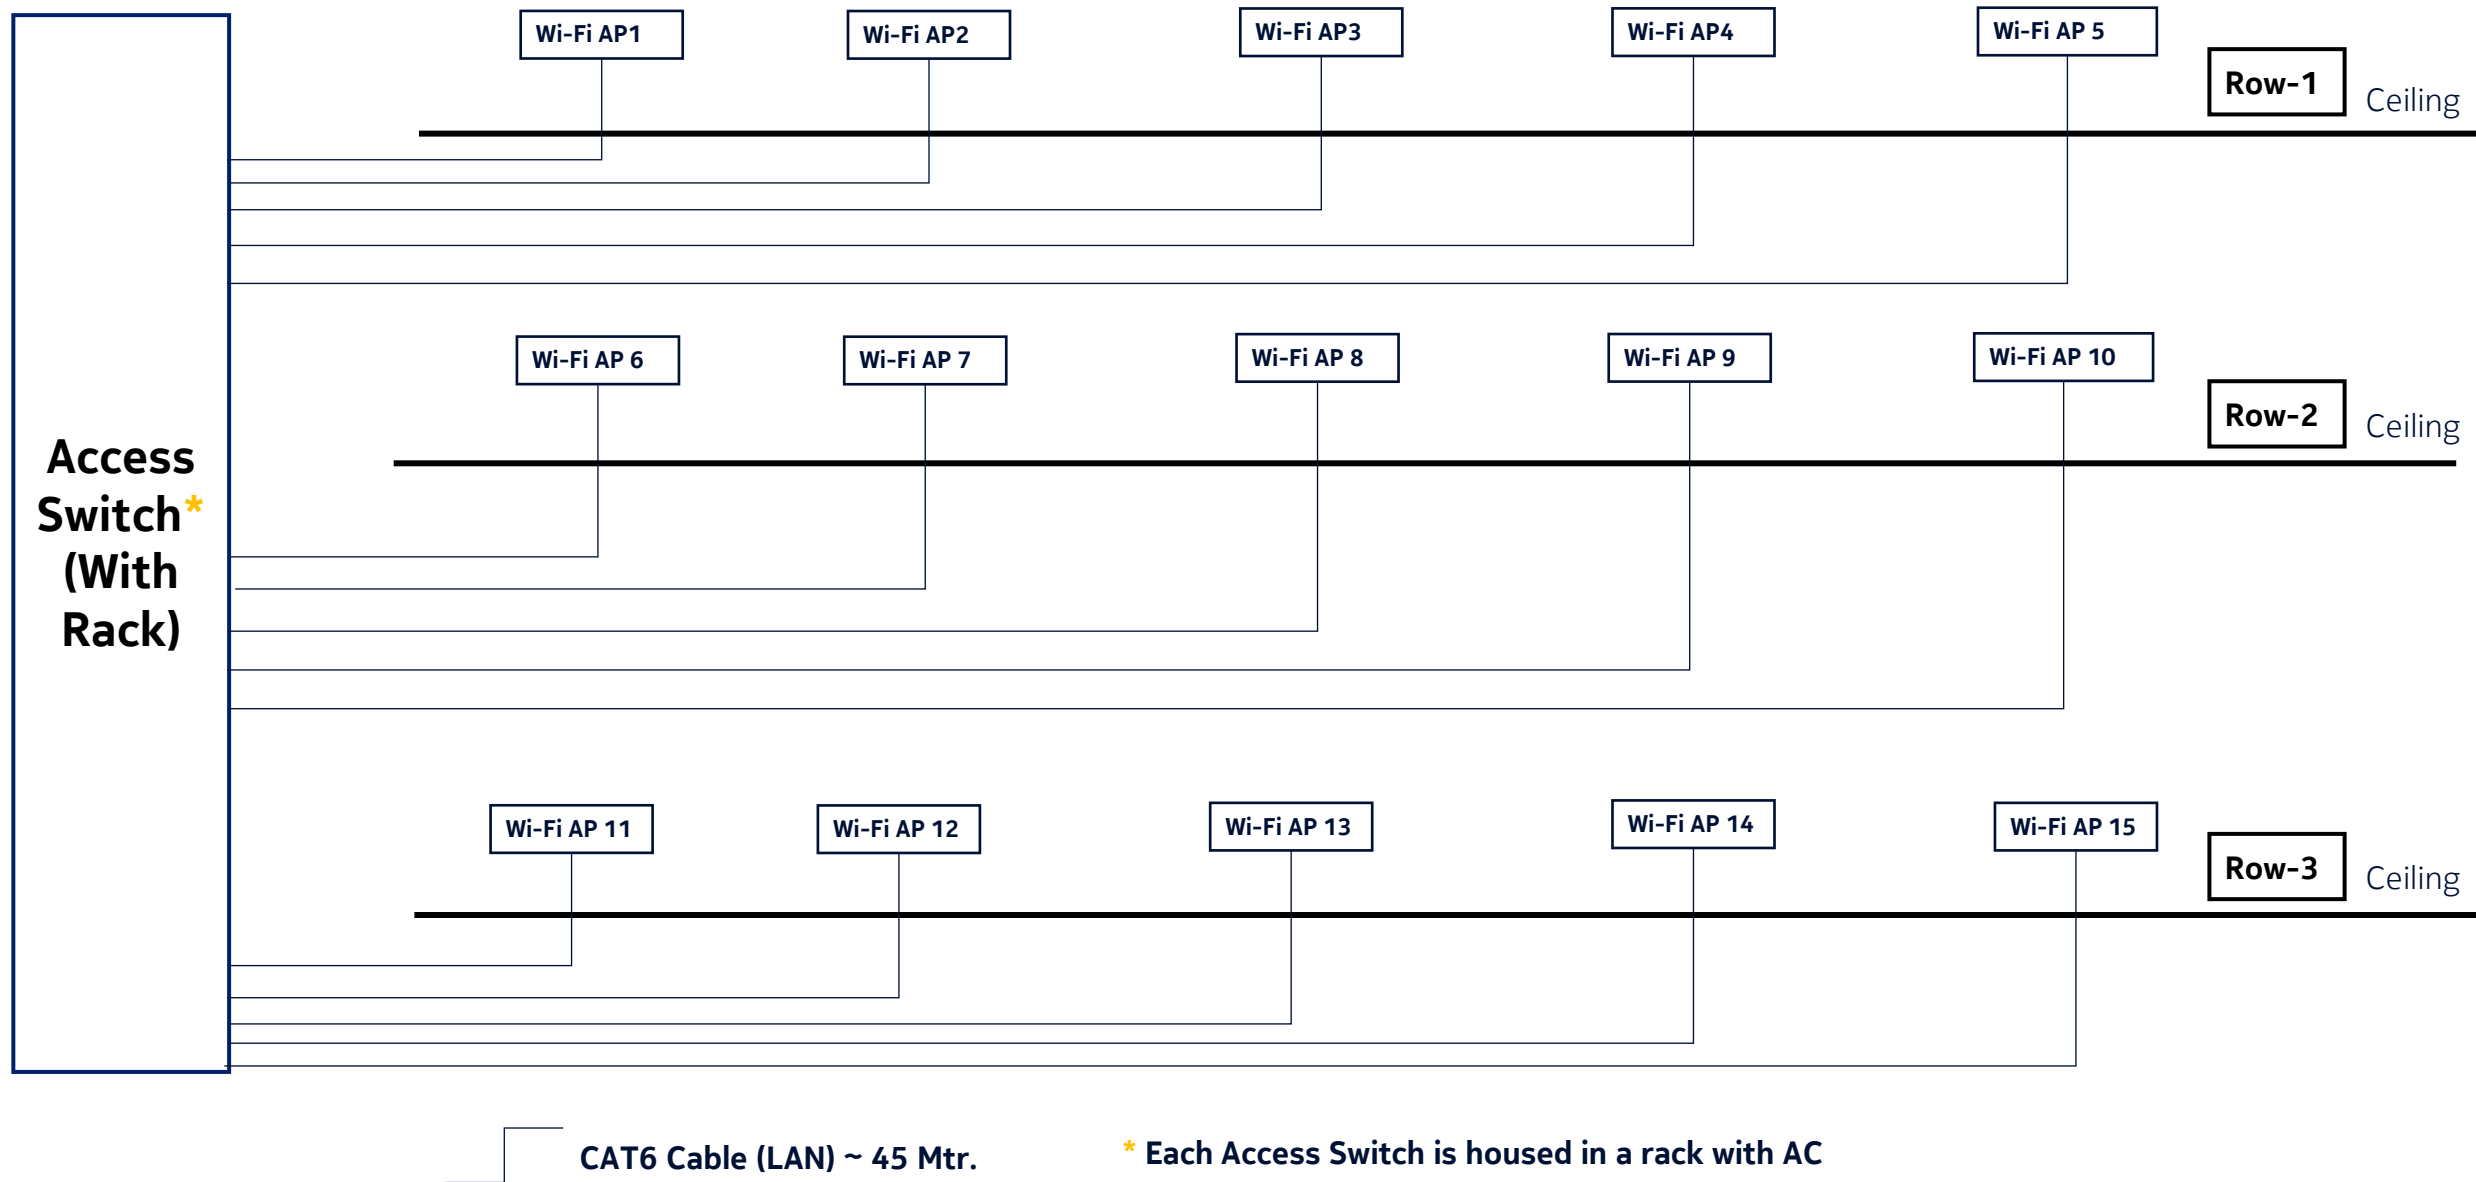 Wi-Fi AP1
Wi-Fi AP2
Wi-Fi AP3
Wi-Fi AP4
Wi-Fi AP 5
Row-1
Ceiling
Wi-Fi AP 6
Wi-Fi AP 7
Wi-Fi AP 8
Wi-Fi AP 9
Wi-Fi AP 10
Row-2
Ceiling
Access
Switch*
(With
Rack)
Wi-Fi AP 11
Wi-Fi AP 12
Wi-Fi AP 13
Wi-Fi AP 14
Wi-Fi AP 15
Row-3
Ceiling
CAT6 Cable (LAN) ~ 45 Mtr.
* Each Access Switch is housed in a rack with AC